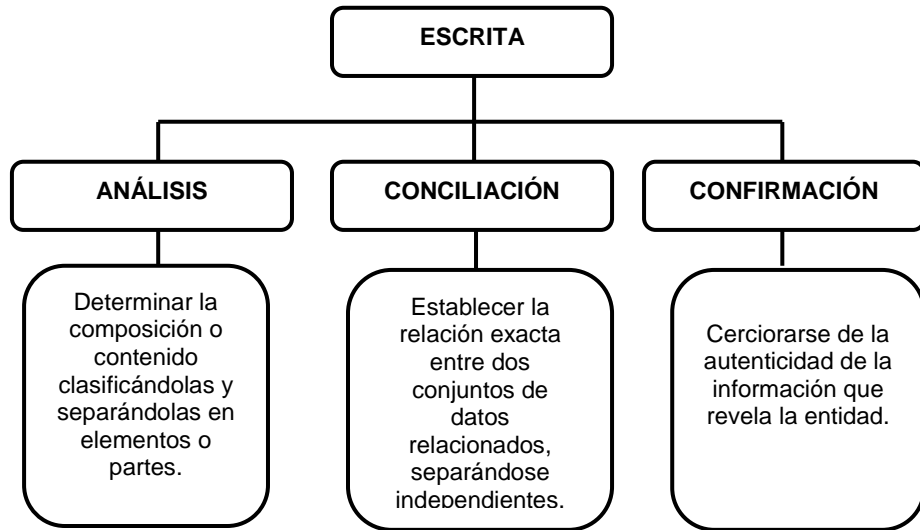 ESCRITA
ANÁLISIS
CONCILIACIÓN
CONFIRMACIÓN
Determinar la
composición o
contenido
clasificándolas y
separándolas en
elementos o
partes.
Establecer la
relación exacta
entre dos
conjuntos de
datos
relacionados,
separándose
independientes.
Cerciorarse de la
autenticidad de la
información que
revela la entidad.